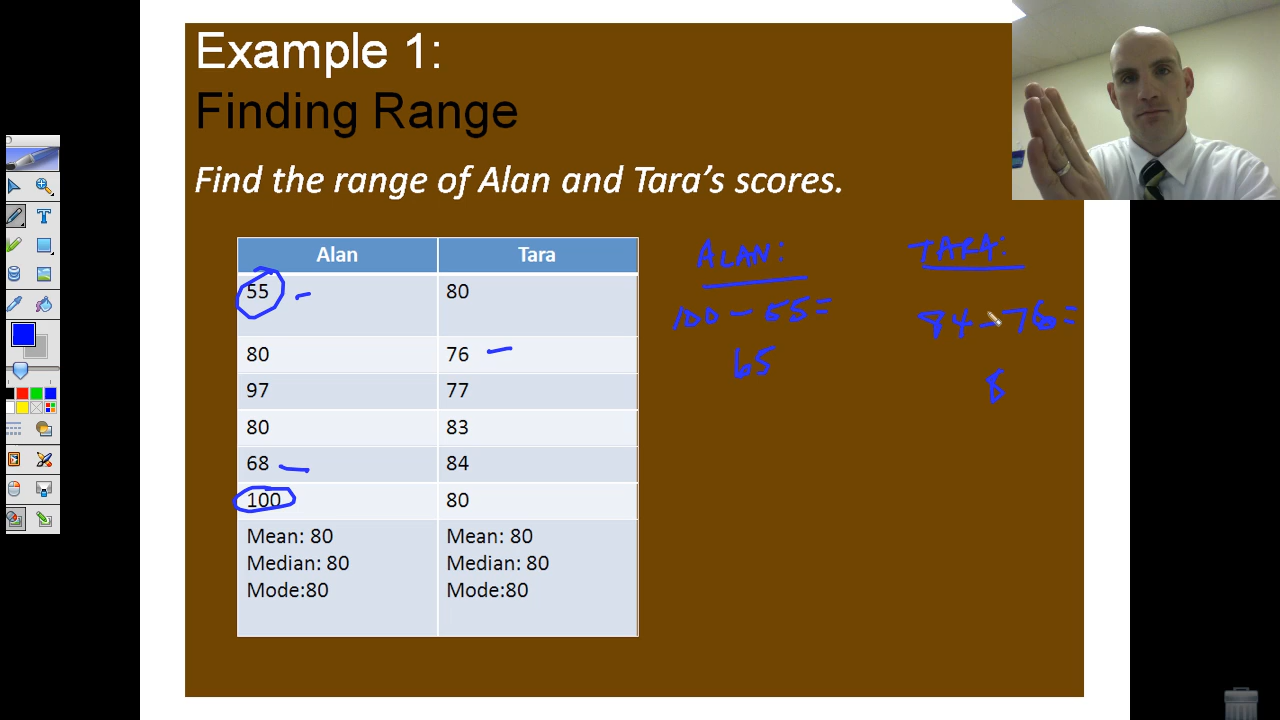 Example 1:
Finding Range
Find the range of Alan and Tara's scores.
Alan Tara
55 80
80 76
97 77
80 83
68 84
100 80
Mean: 80 Mean: 80
Median: 80 Median: 80
Mode:80 Mode:80
ALAN:
100 - 55 =
65
TARA:
84 - 76 =
8
T